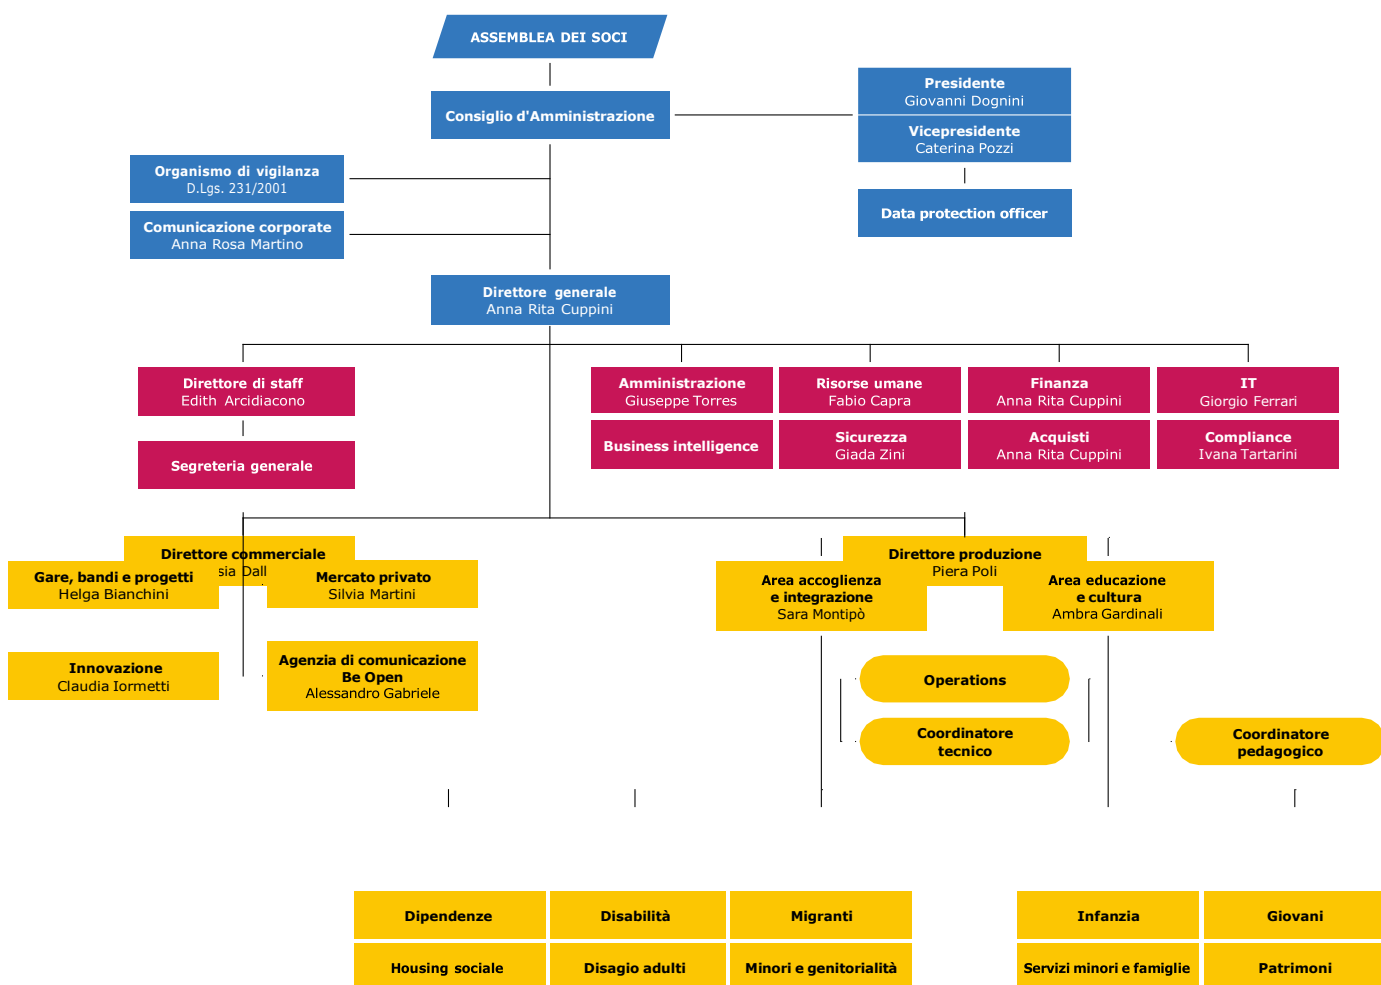 ASSEMBLEA DEI SOCI
Presidente
Giovanni Dognini
Consiglio d'Amministrazione
Vicepresidente
Caterina Pozzi
Organismo di vigilanza
D.Lgs. 231/2001
Data protection officer
Comunicazione corporate
Anna Rosa Martino
Direttore generale
Anna Rita Cuppini
Direttore di staff
Edith Arcidiacono
Amministrazione
Giuseppe Torres
Risorse umane
Fabio Capra
Finanza
Anna Rita Cuppini
IT
Giorgio Ferrari
Segreteria generale
Business intelligence
Sicurezza
Giada Zini
Acquisti
Anna Rita Cuppini
Compliance
Ivana Tartarini
Direttore commerciale
Direttore produzione
Piera Poli
Gare, bandi e progetti
Helga Bianchini
Mercato privato
Silvia Martini
Area accoglienza
e integrazione
Sara Montipò
Area educazione
e cultura
Ambra Gardinali
Innovazione
Claudia Iormetti
Agenzia di comunicazione
Be Open
Alessandro Gabriele
Operations
Coordinatore
tecnico
Coordinatore
pedagogico
Dipendenze
Disabilità
Migranti
Infanzia
Giovani
Housing sociale
Disagio adulti
Minori e genitorialità
Servizi minori e famiglie
Patrimoni